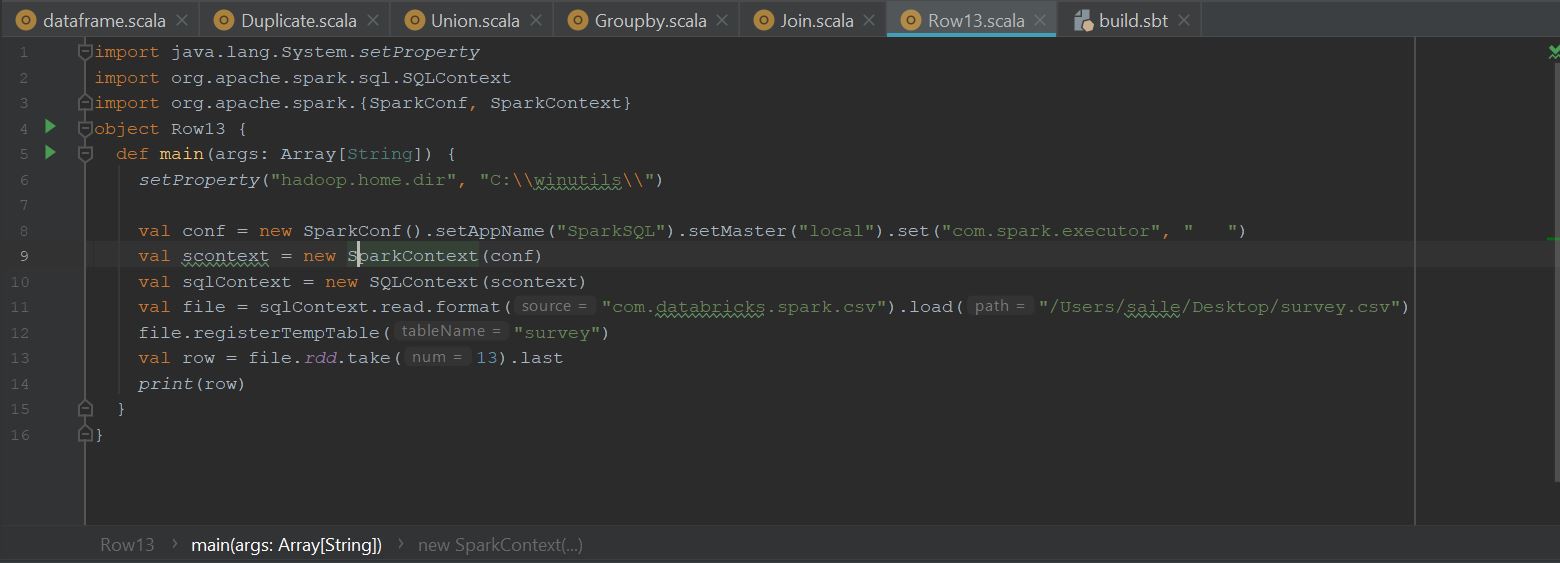 dataframe.scala Duplicate.scala Union.scala Groupby.scala Join.scala Row13.scala build.sbt
1 import java.lang.System.setProperty
2 import org.apache.spark.sql.SQLContext
3 import org.apache.spark.{SparkConf, SparkContext}
4 object Row13 {
5 def main(args: Array[String]) {
6 setProperty("hadoop.home.dir", "C:\\winutils\\")
7
8 val conf = new SparkConf().setAppName("SparkSQL").setMaster("local").set("com.spark.executor", "   ")
9 val scontext = new SparkContext(conf)
10 val sqlContext = new SQLContext(scontext)
11 val file = sqlContext.read.format( source = "com.databricks.spark.csv").load( path = "/Users/saile/Desktop/survey.csv")
12 file.registerTempTable( tableName = "survey")
13 val row = file.rdd.take( num = 13).last
14 print(row)
15 }
16 }
Row13 › main(args: Array[String]) › new SparkContext(...)